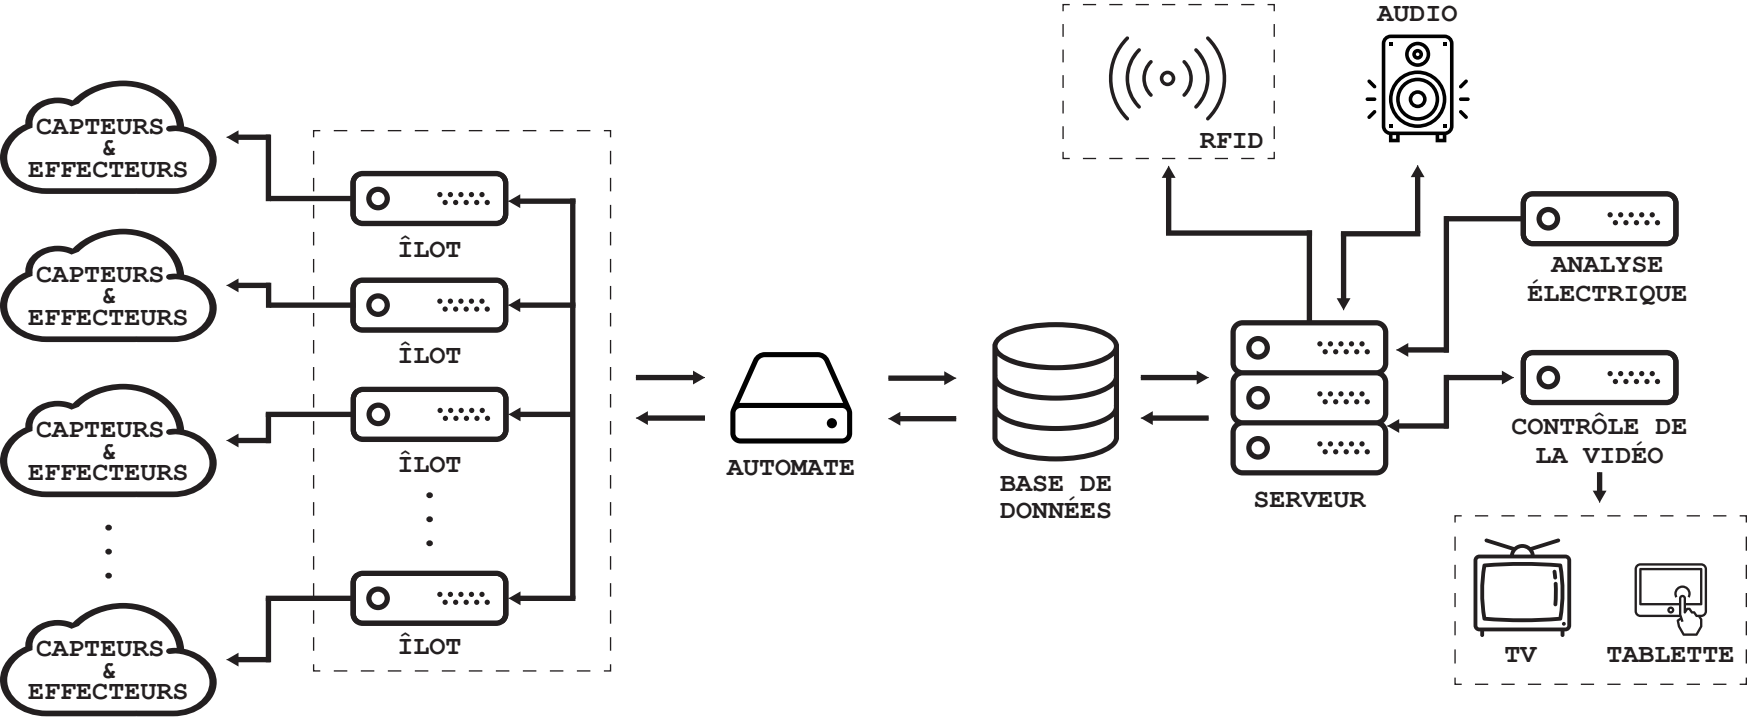 AUDIO
RFID
CAPTEURS
&
EFFECTEURS
ÎLOT
CAPTEURS
&
EFFECTEURS
ÎLOT
CAPTEURS
&
EFFECTEURS
ÎLOT
CAPTEURS
&
EFFECTEURS
ÎLOT
AUTOMATE
BASE DE
DONNÉES
SERVEUR
ANALYSE
ÉLECTRIQUE
CONTRÔLE DE
LA VIDÉO
TV
TABLETTE